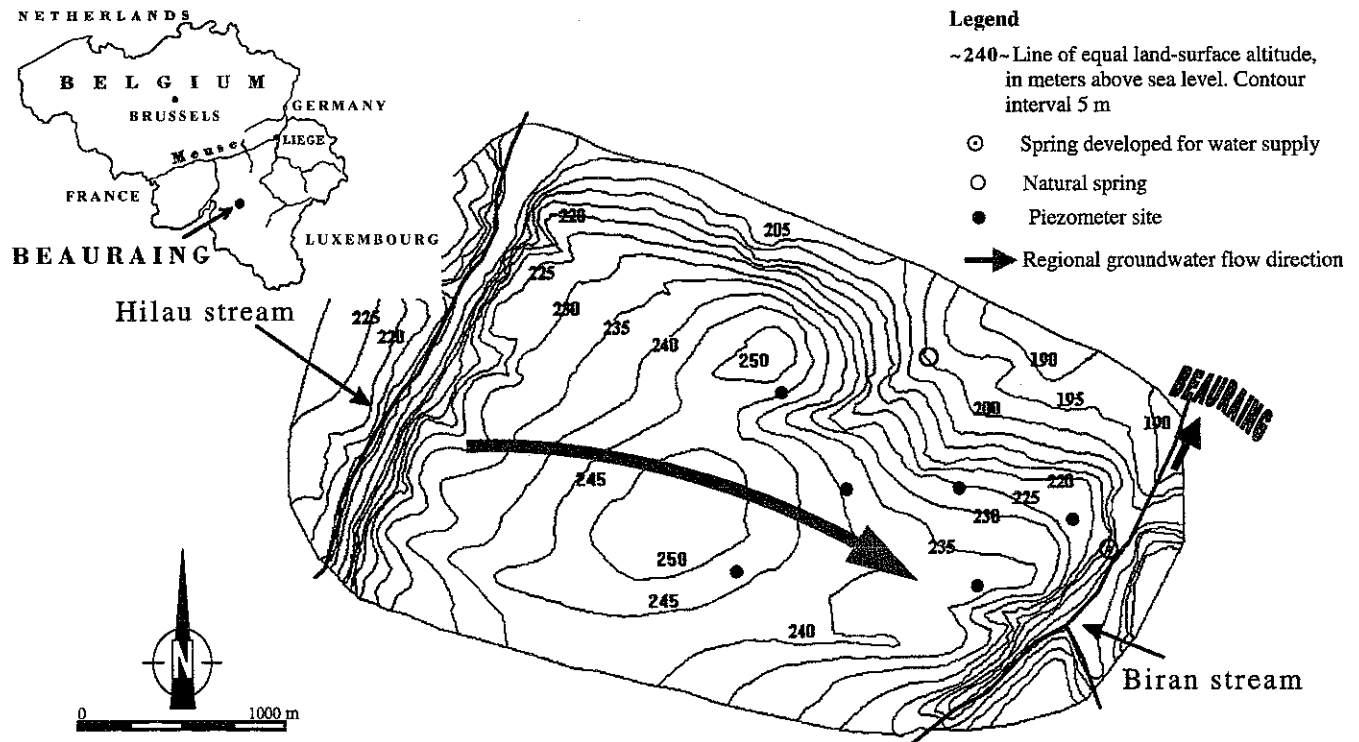 NETHERLANDS
BELGIUM
BRUSSELS
GERMANY
LIEGE
Meuse
FRANCE
LUXEMBOURG
BEAURAING
Legend
~240~ Line of equal land-surface altitude,
in meters above sea level. Contour
interval 5 m
Spring developed for water supply
Natural spring
Piezometer site
Regional groundwater flow direction
Hilau stream
225
220
220
225
230
235
240
250
205
190
195
200
190
BEAURAING
245
250
245
240
220
225
230
235
Biran stream
N
0 1000 m